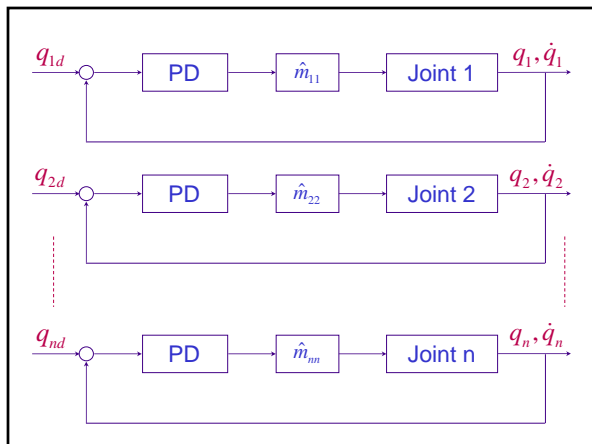 q₁d PD m̂₁₁ Joint 1 q₁, q̇₁
q₂d PD m̂₂₂ Joint 2 q₂, q̇₂
qₙd PD m̂ₙₙ Joint n qₙ, q̇ₙ